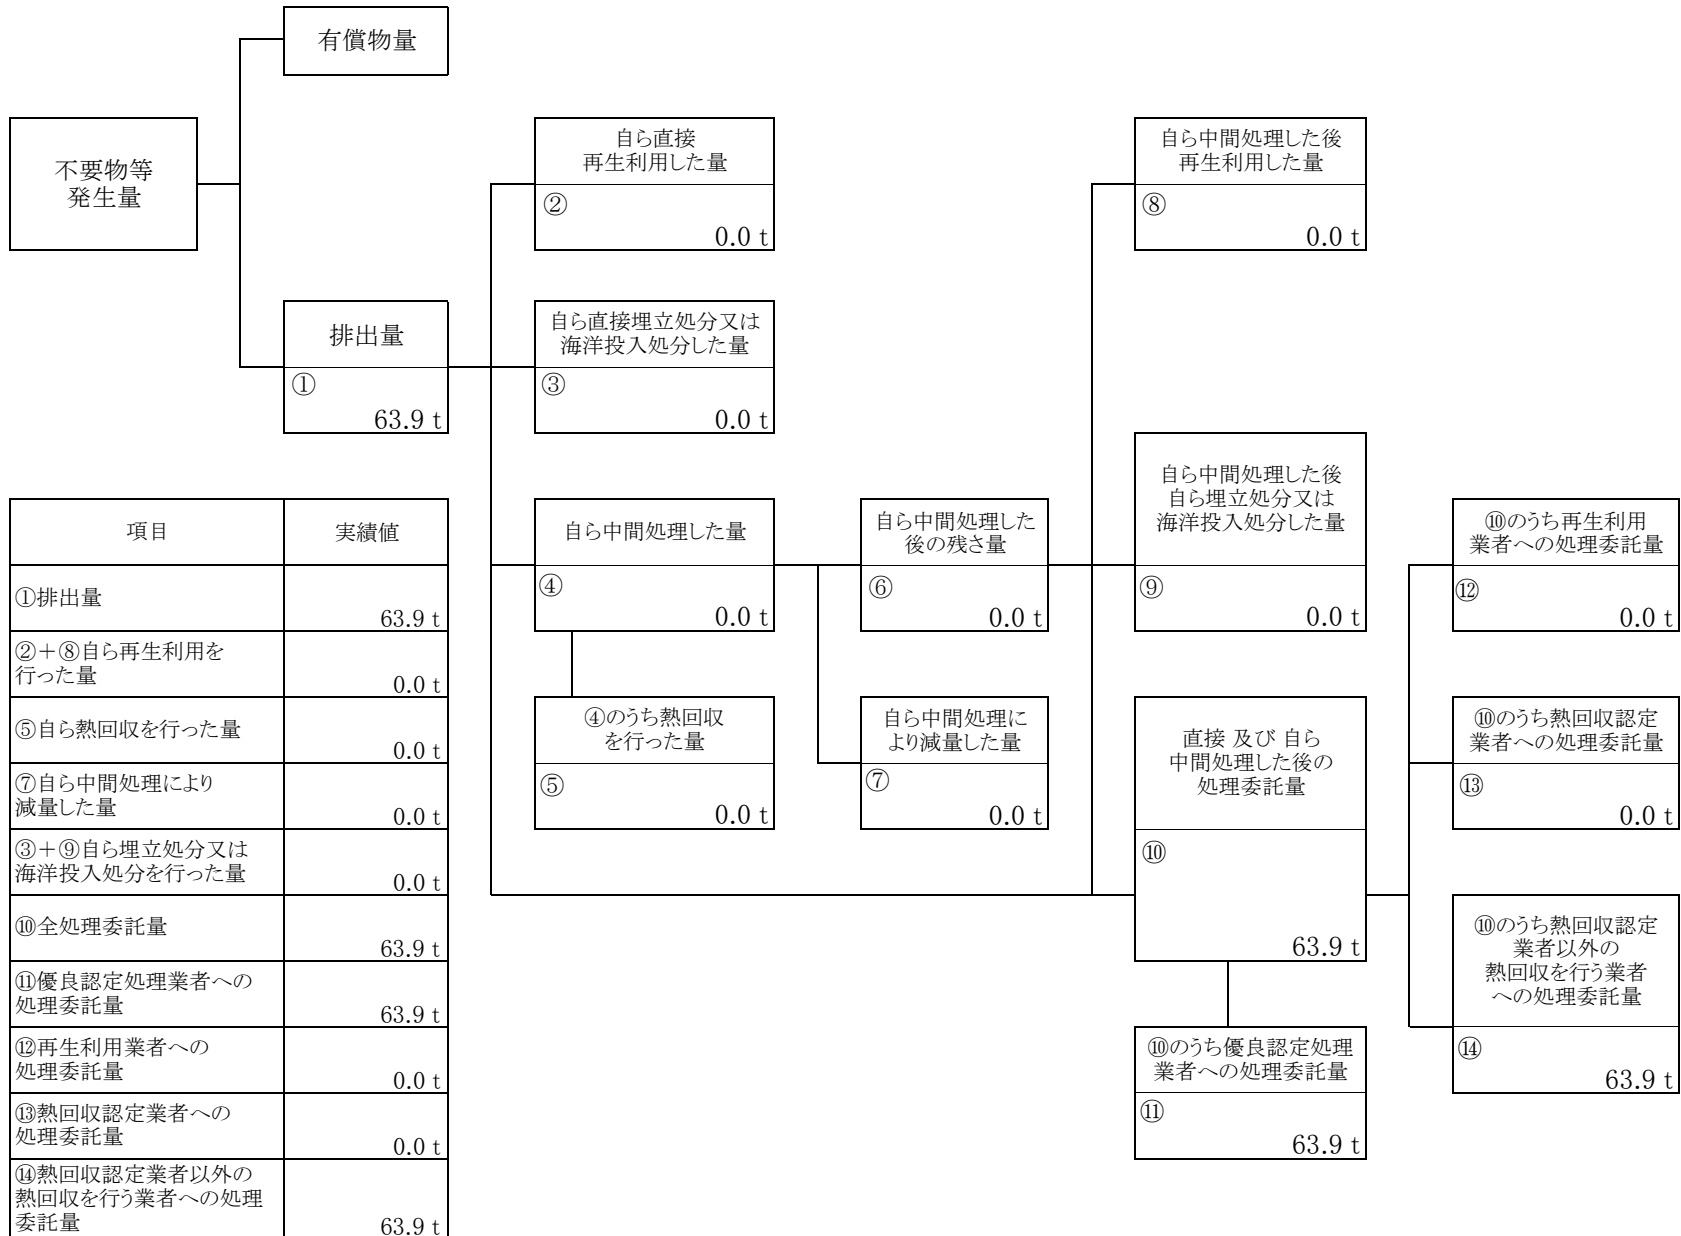 有償物量
不要物等
発生量
自ら直接
再生利用した量
②
0.0 t
自ら中間処理した後
再生利用した量
⑧
0.0 t
排出量
①
63.9 t
自ら直接埋立処分又は
海洋投入処分した量
③
0.0 t
自ら中間処理した量
④
0.0 t
自ら中間処理した
後の残さ量
⑥
0.0 t
自ら中間処理した後
自ら埋立処分又は
海洋投入処分した量
⑨
0.0 t
⑩のうち再生利用
業者への処理委託量
⑫
0.0 t
④のうち熱回収
を行った量
⑤
0.0 t
自ら中間処理に
より減量した量
⑦
0.0 t
直接 及び 自ら
中間処理した後の
処理委託量
⑩
63.9 t
⑩のうち熱回収認定
業者への処理委託量
⑬
0.0 t
⑩のうち熱回収認定
業者以外の
熱回収を行う業者
への処理委託量
⑭
63.9 t
⑩のうち優良認定処理
業者への処理委託量
⑪
63.9 t
項目 実績値
①排出量
63.9 t
②+⑧自ら再生利用を
行った量
0.0 t
⑤自ら熱回収を行った量
0.0 t
⑦自ら中間処理により
減量した量
0.0 t
③+⑨自ら埋立処分又は
海洋投入処分を行った量
0.0 t
⑩全処理委託量
63.9 t
⑪優良認定処理業者への
処理委託量
63.9 t
⑫再生利用業者への
処理委託量
0.0 t
⑬熱回収認定業者への
処理委託量
0.0 t
⑭熱回収認定業者以外の
熱回収を行う業者への処理
委託量
63.9 t